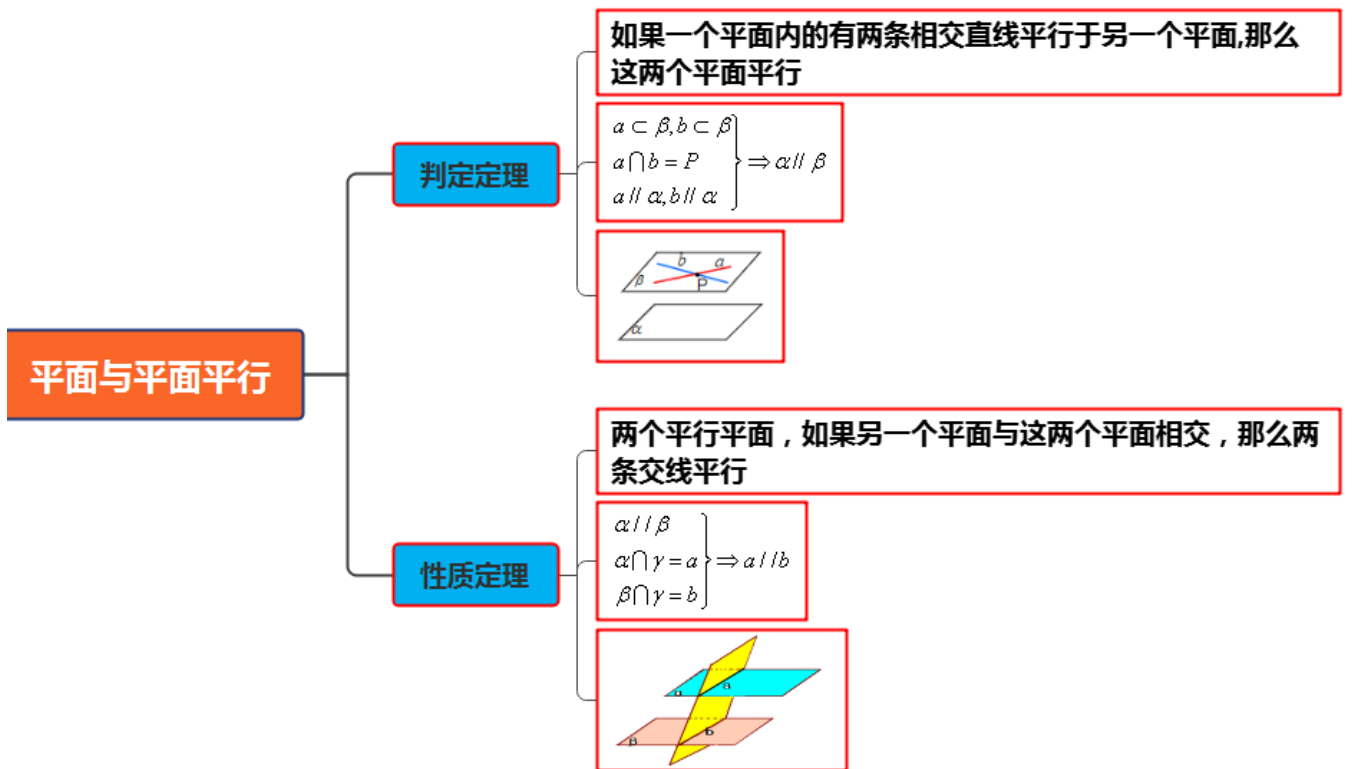 平面与平面平行
判定定理
如果一个平面内的有两条相交直线平行于另一个平面,那么
这两个平面平行
a ⊂ β,b ⊂ β
a⋂b = P
a // α,b // α
⇒ α // β
b
a
P
β
α
性质定理
两个平行平面，如果另一个平面与这两个平面相交，那么两
条交线平行
α / / β
α⋂γ = a
β⋂γ = b
⇒ a / / b
α
a
β
b